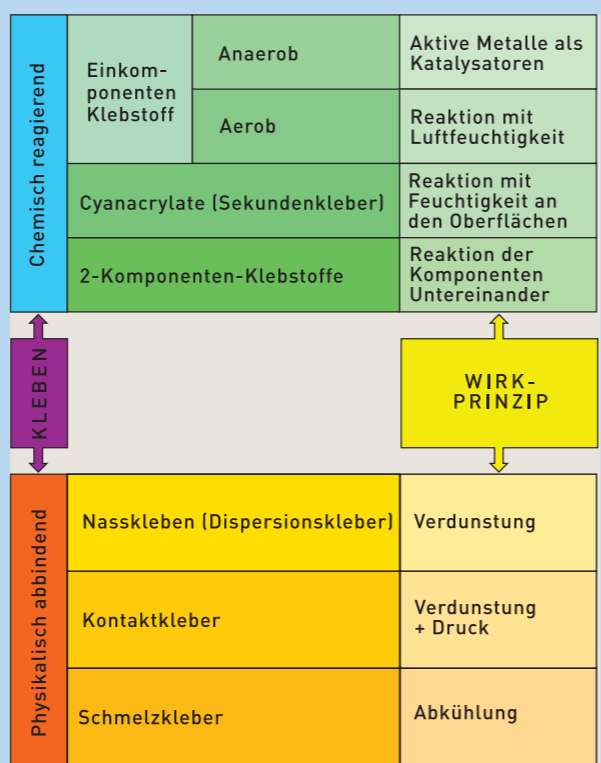 Chemisch reagierend
Einkom-
ponenten
Klebstoff
Anaerob
Aktive Metalle als
Katalysatoren
Aerob
Reaktion mit
Luftfeuchtigkeit
Cyanacrylate (Sekundenkleber)
Reaktion mit
Feuchtigkeit an
den Oberflächen
2-Komponenten-Klebstoffe
Reaktion der
Komponenten
Untereinander
KLEBEN
WIRK-
PRINZIP
Physikalisch abbindend
Nasskleben (Dispersionskleber)
Verdunstung
Kontaktkleber
Verdunstung
+ Druck
Schmelzkleber
Abkühlung